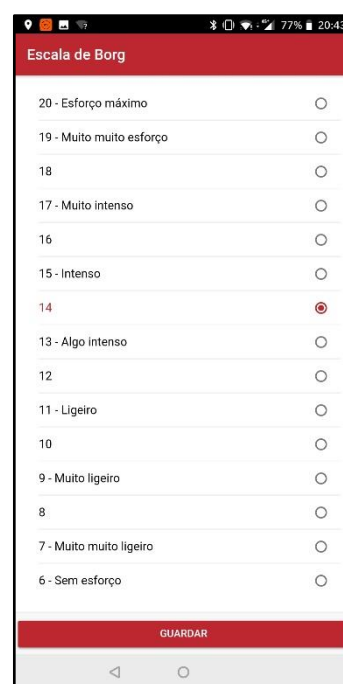 77% 20:43
Escala de Borg
20 - Esforço máximo
19 - Muito muito esforço
18
17 - Muito intenso
16
15 - Intenso
14
13 - Algo intenso
12
11 - Ligeiro
10
9 - Muito ligeiro
8
7 - Muito muito ligeiro
6 - Sem esforço
GUARDAR